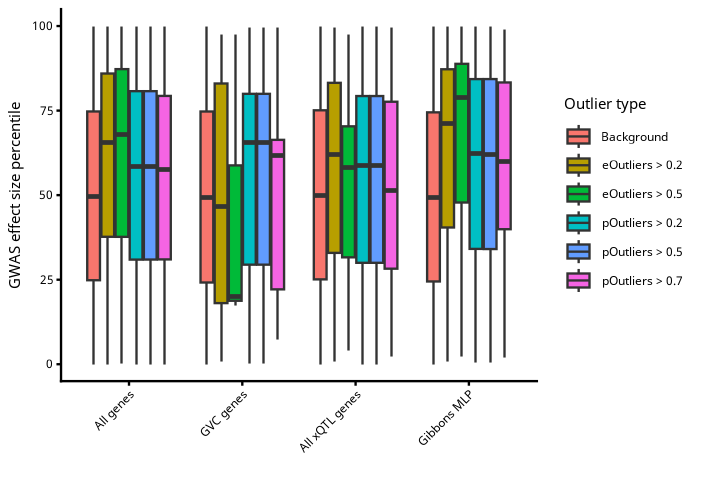 GWAS effect size percentile
100
75
50
25
0
All genes
GVC genes
All xQTL genes
Gibbons MLP
Outlier type
Background
eOutliers > 0.2
eOutliers > 0.5
pOutliers > 0.2
pOutliers > 0.5
pOutliers > 0.7